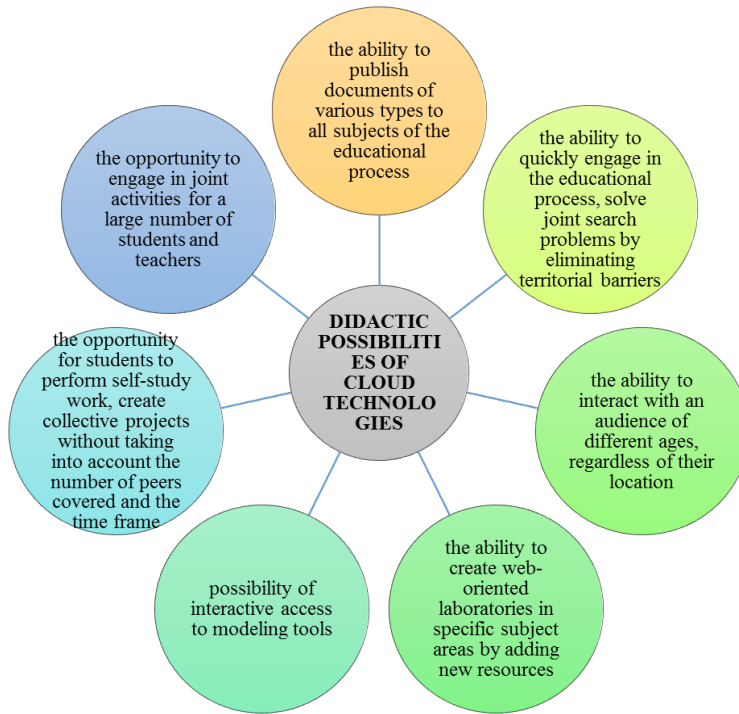 the ability to
publish
documents of
various types to
all subjects of the
educational
process
the ability to
quickly engage in
the educational
process, solve
joint search
problems by
eliminating
territorial barriers
the ability to
interact with an
audience of
different ages,
regardless of their
location
the ability to
create web-
oriented
laboratories in
specific subject
areas by adding
new resources
possibility of
interactive access
to modeling tools
the opportunity
for students to
perform self-study
work, create
collective projects
without taking
into account the
number of peers
covered and the
time frame
the opportunity to
engage in joint
activities for a
large number of
students and
teachers
DIDACTIC
POSSIBILITI
ES OF
CLOUD
TECHNOLO
GIES